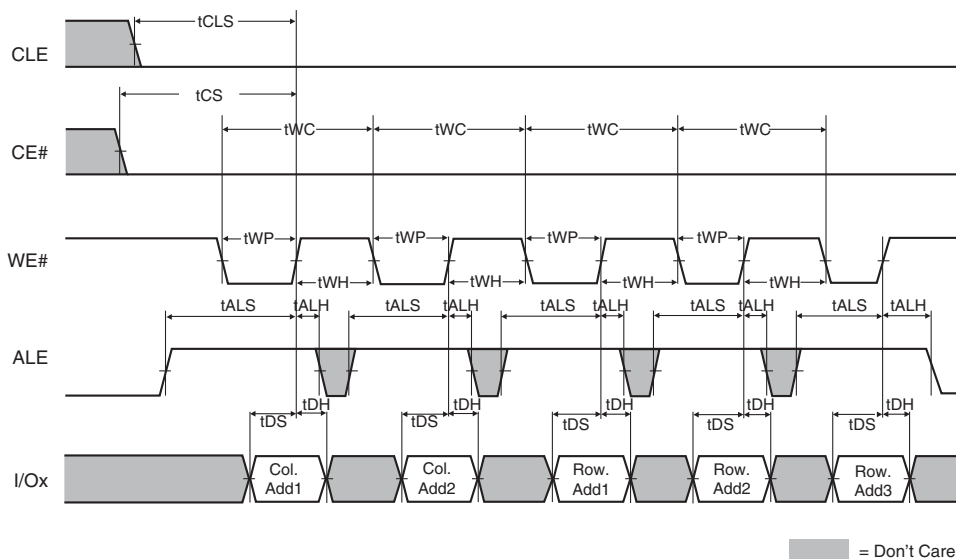 tCLS
CLE
tCS
tWC tWC tWC tWC
CE#
tWP tWP tWP tWP
WE#
tWH tWH tWH tWH
tALS tALH tALS tALH tALS tALH tALS tALH tALS tALH
ALE
tDH tDH tDH tDH tDH
tDS tDS tDS tDS tDS
I/Ox
Col. Add1
Col. Add2
Row. Add1
Row. Add2
Row. Add3
= Don't Care